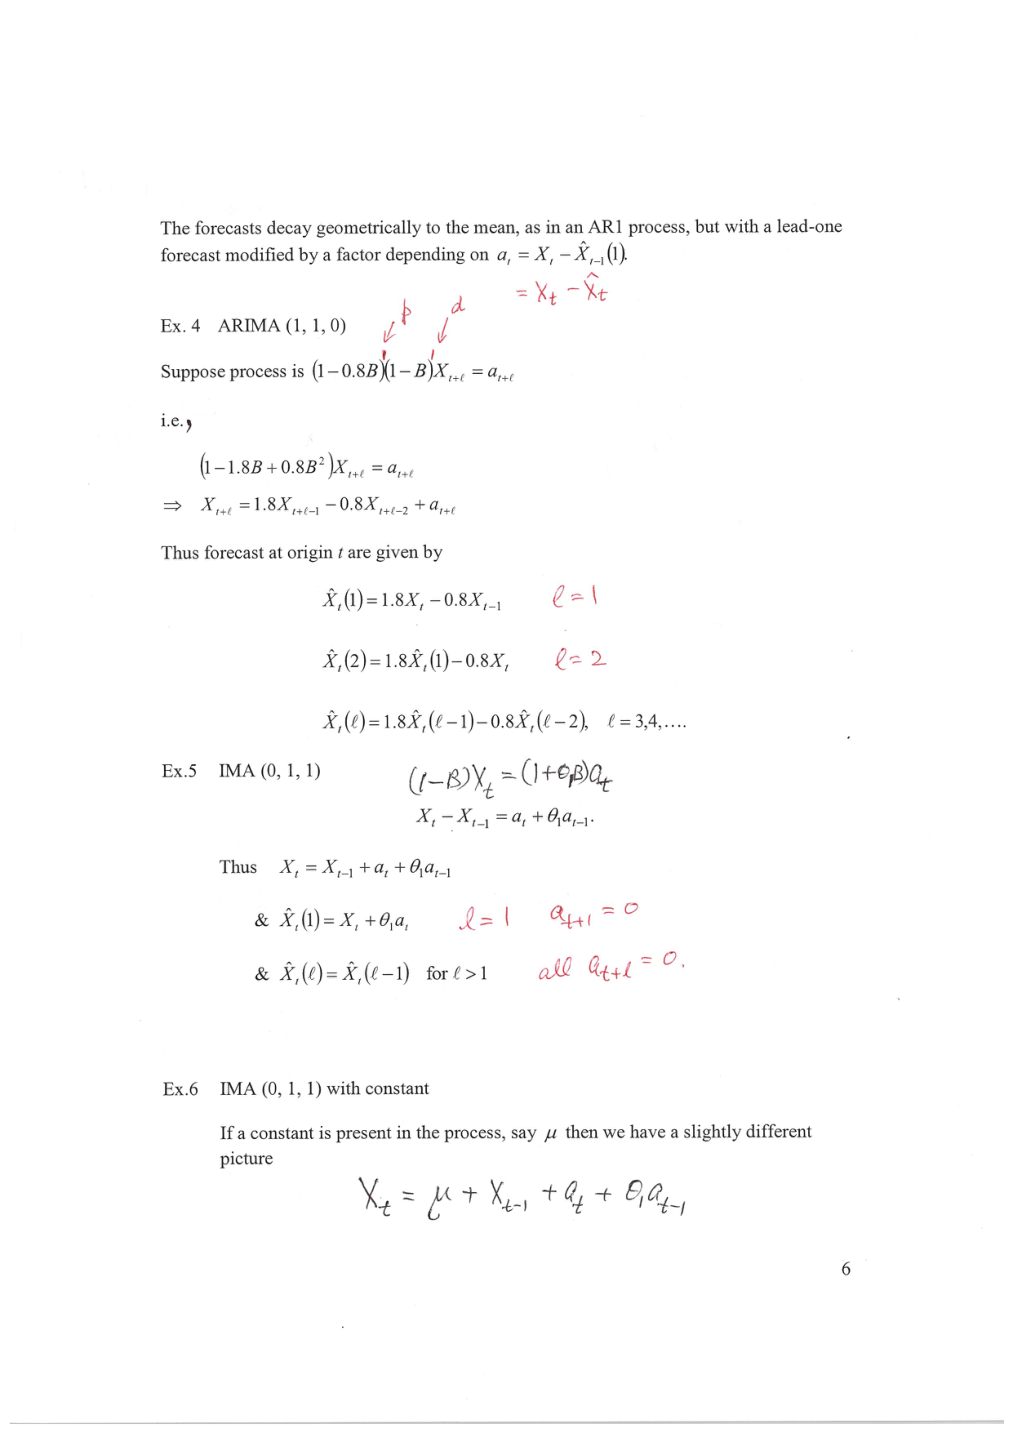 The forecasts decay geometrically to the mean, as in an AR1 process, but with a lead-one
forecast modified by a factor depending on a_t = X_t − X̂_{t−1}(1).
= X_t − X̂_t
p d
Ex. 4 ARIMA (1, 1, 0)
Suppose process is (1−0.8B)(1−B)X_{t+ℓ} = a_{t+ℓ}
i.e.,
(1−1.8B+0.8B²)X_{t+ℓ} = a_{t+ℓ}
⇒ X_{t+ℓ} = 1.8X_{t+ℓ−1} − 0.8X_{t+ℓ−2} + a_{t+ℓ}
Thus forecast at origin t are given by
X̂_t(1) = 1.8X_t − 0.8X_{t−1} ℓ = 1
X̂_t(2) = 1.8X̂_t(1) − 0.8X_t ℓ = 2
X̂_t(ℓ) = 1.8X̂_t(ℓ−1) − 0.8X̂_t(ℓ−2), ℓ = 3,4,....
Ex.5 IMA (0, 1, 1) (1−B)X_t = (1+θ₁B)a_t
X_t − X_{t−1} = a_t + θ₁a_{t−1}.
Thus X_t = X_{t−1} + a_t + θ₁a_{t−1}
& X̂_t(1) = X_t + θ₁a_t ℓ = 1 a_{t+1} = 0
& X̂_t(ℓ) = X̂_t(ℓ−1) for ℓ > 1 all a_{t+ℓ} = 0.
Ex.6 IMA (0, 1, 1) with constant
If a constant is present in the process, say μ then we have a slightly different
picture
X_t = μ + X_{t−1} + a_t + θ₁a_{t−1}
6